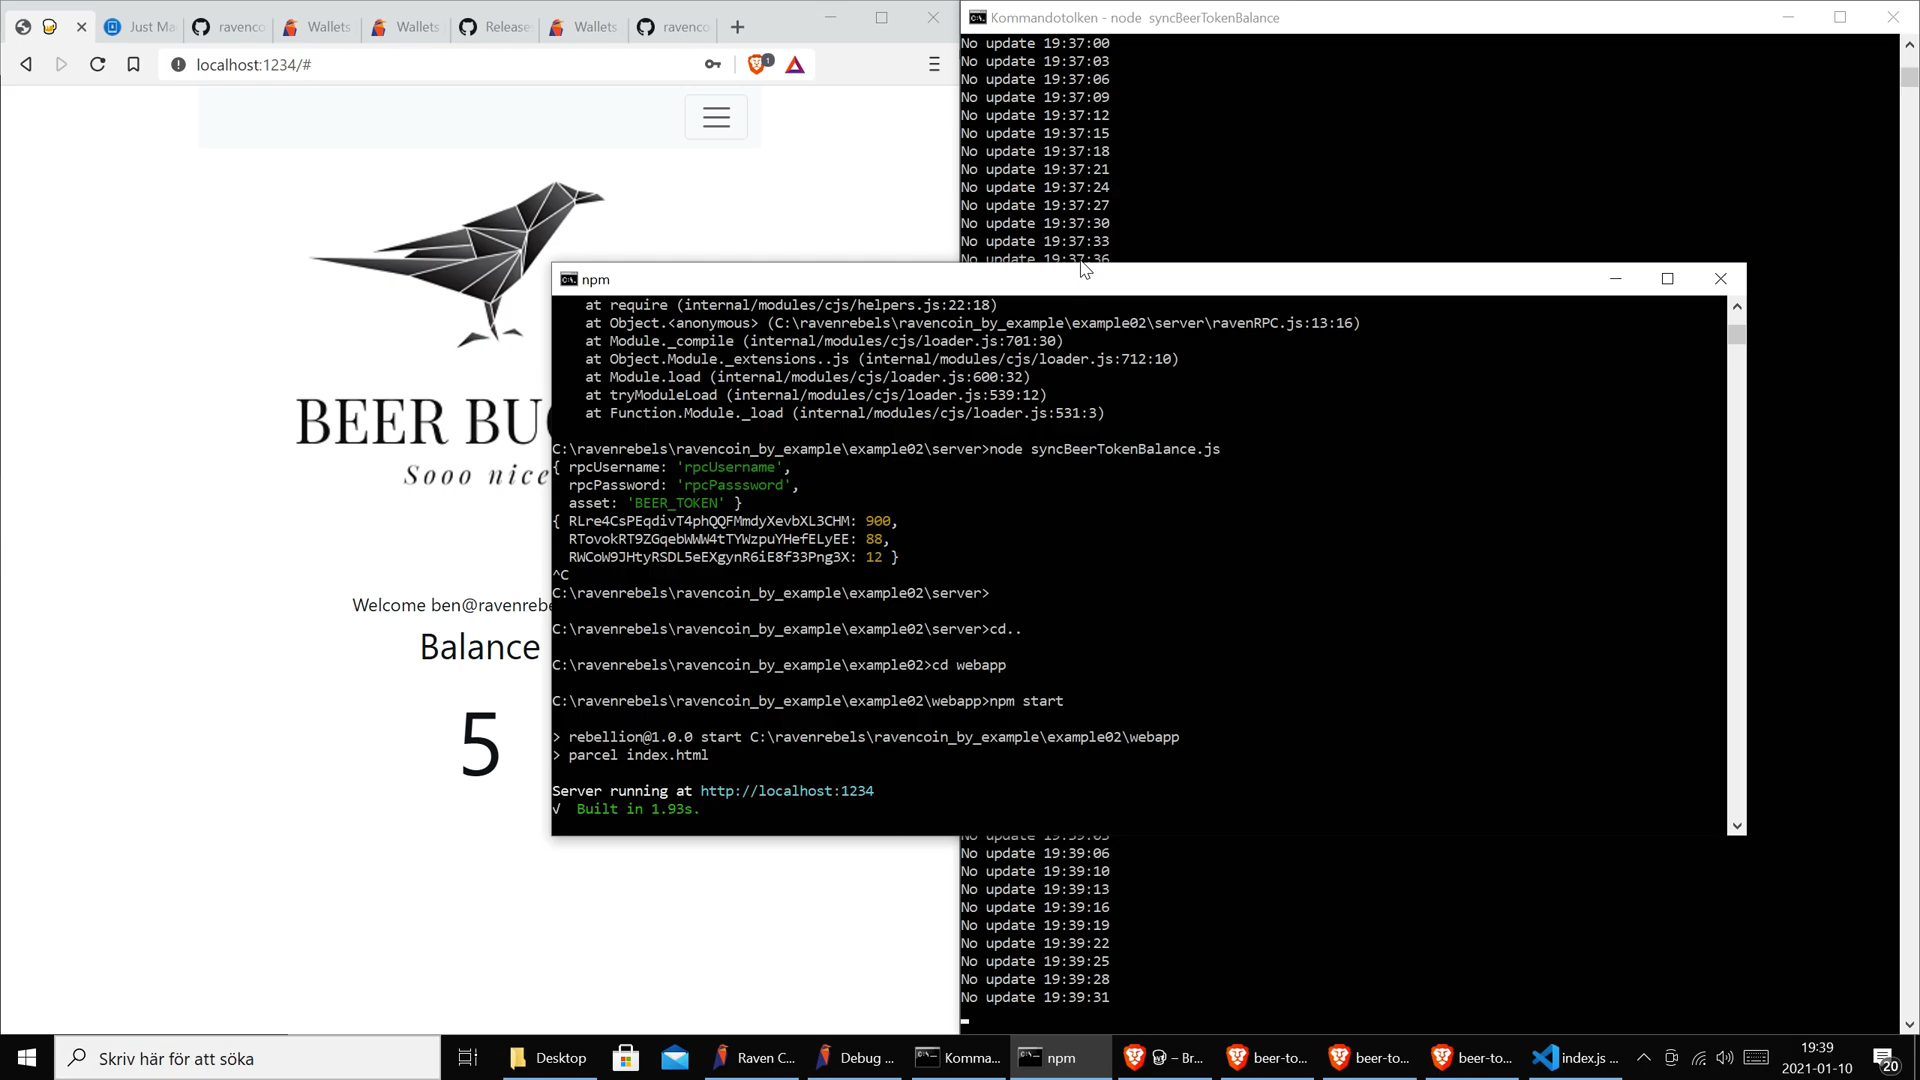 Just Ma
ravenco
Wallets
Wallets
Release
Wallets
ravenco
localhost:1234/#
1
BEER BU
Sooo nice
Welcome ben@ravenrebe
Balance
5
Kommandotolken - node  syncBeerTokenBalance
No update 19:37:00
No update 19:37:03
No update 19:37:06
No update 19:37:09
No update 19:37:12
No update 19:37:15
No update 19:37:18
No update 19:37:21
No update 19:37:24
No update 19:37:27
No update 19:37:30
No update 19:37:33
No update 19:37:36
npm
at require (internal/modules/cjs/helpers.js:22:18)
at Object.<anonymous> (C:\ravenrebels\ravencoin_by_example\example02\server\ravenRPC.js:13:16)
at Module._compile (internal/modules/cjs/loader.js:701:30)
at Object.Module._extensions..js (internal/modules/cjs/loader.js:712:10)
at Module.load (internal/modules/cjs/loader.js:600:32)
at tryModuleLoad (internal/modules/cjs/loader.js:539:12)
at Function.Module._load (internal/modules/cjs/loader.js:531:3)
C:\ravenrebels\ravencoin_by_example\example02\server>node syncBeerTokenBalance.js
{ rpcUsername: 'rpcUsername',
rpcPassword: 'rpcPasssword',
asset: 'BEER_TOKEN' }
{ RLre4CsPEqdivT4phQQFMmdyXevbXL3CHM: 900,
RTovokRT9ZGqebWWW4tTYWzpuYHefELyEE: 88,
RWCoW9JHtyRSDL5eEXgynR6iE8f33Png3X: 12 }
^C
C:\ravenrebels\ravencoin_by_example\example02\server>
C:\ravenrebels\ravencoin_by_example\example02\server>cd..
C:\ravenrebels\ravencoin_by_example\example02>cd webapp
C:\ravenrebels\ravencoin_by_example\example02\webapp>npm start
> rebellion@1.0.0 start C:\ravenrebels\ravencoin_by_example\example02\webapp
> parcel index.html
Server running at http://localhost:1234
√  Built in 1.93s.
No update 19:39:03
No update 19:39:06
No update 19:39:10
No update 19:39:13
No update 19:39:16
No update 19:39:19
No update 19:39:22
No update 19:39:25
No update 19:39:28
No update 19:39:31
Skriv här för att söka
Desktop
Raven C...
Debug ...
Komma...
npm
– Br...
beer-to...
beer-to...
beer-to...
index.js ...
19:39
2021-01-10
20